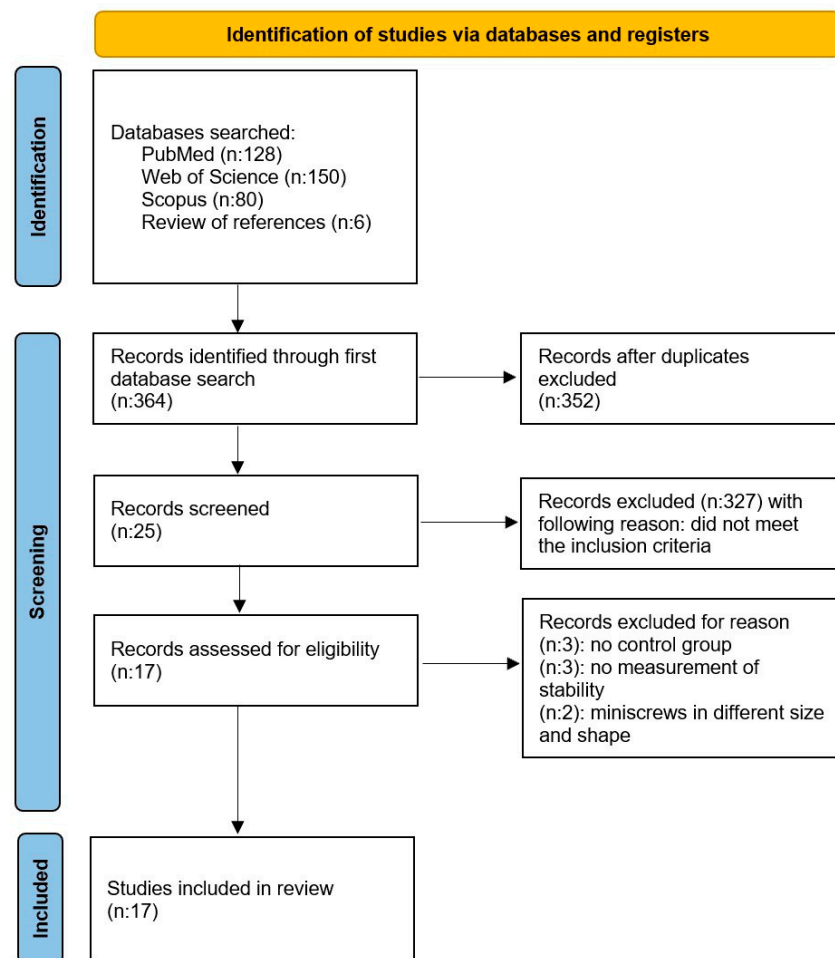 Identification of studies via databases and registers
Identification
Databases searched:
PubMed (n:128)
Web of Science (n:150)
Scopus (n:80)
Review of references (n:6)
Screening
Records identified through first
database search
(n:364)
Records after duplicates
excluded
(n:352)
Records screened
(n:25)
Records excluded (n:327) with
following reason: did not meet
the inclusion criteria
Records assessed for eligibility
(n:17)
Records excluded for reason
(n:3): no control group
(n:3): no measurement of
stability
(n:2): miniscrews in different size
and shape
Included
Studies included in review
(n:17)